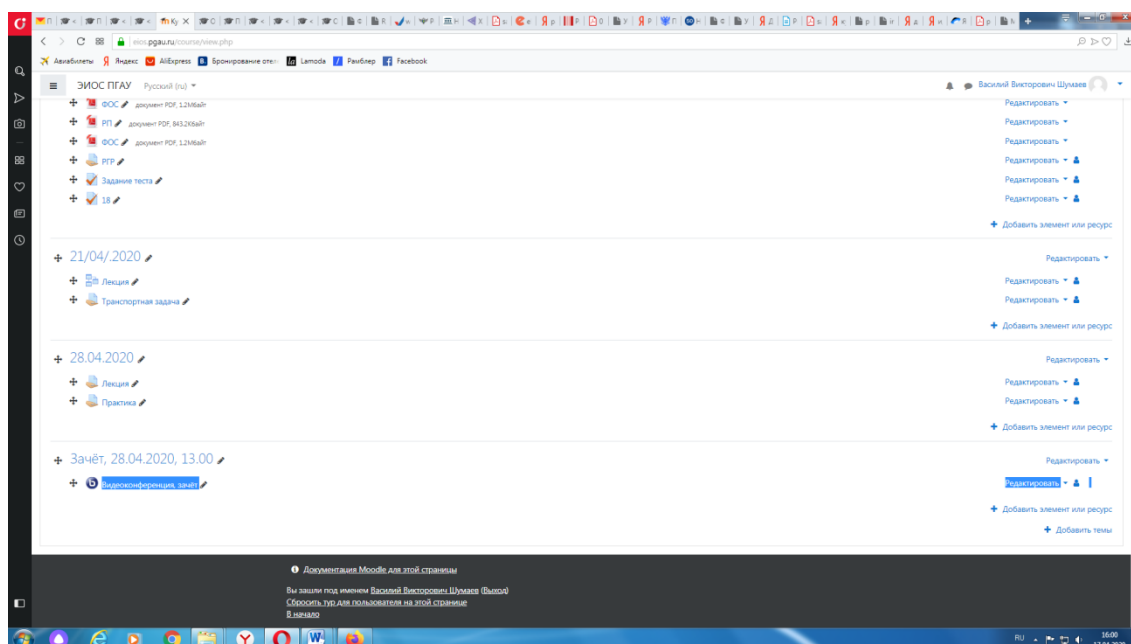 eios.pgau.ru/course/view.php
Авиабилеты Яндекс AliExpress Бронирование отел Lamoda Рамблер Facebook
ЭИОС ПГАУ Русский (ru) Василий Викторович Шумаев
ФОС документ PDF, 1.2Мбайт Редактировать
РП документ PDF, 843.2Кбайт Редактировать
ФОС документ PDF, 1.2Мбайт Редактировать
РГР Редактировать
Задание теста Редактировать
18 Редактировать
+ Добавить элемент или ресурс
21/04/.2020 Редактировать
Лекция Редактировать
Транспортная задача Редактировать
+ Добавить элемент или ресурс
28.04.2020 Редактировать
Лекция Редактировать
Практика Редактировать
+ Добавить элемент или ресурс
Зачёт, 28.04.2020, 13.00 Редактировать
Видеоконференция, зачёт Редактировать
+ Добавить элемент или ресурс
+ Добавить темы
Документация Moodle для этой страницы
Вы зашли под именем Василий Викторович Шумаев (Выход)
Сбросить тур для пользователя на этой странице
В начало
RU 16:00